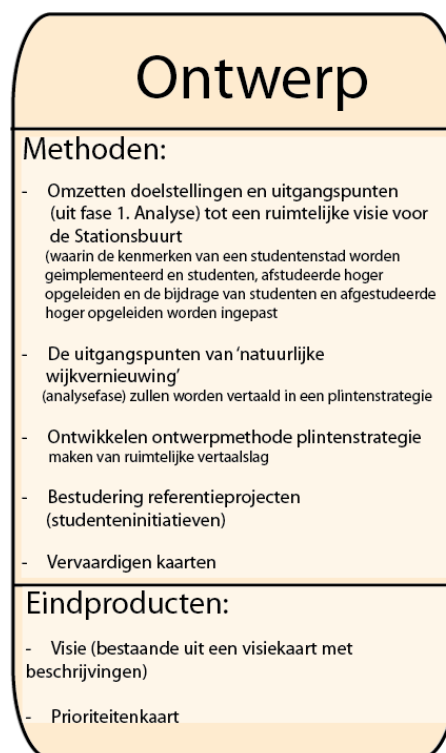 Ontwerp
Methoden:
- Omzetten doelstellingen en uitgangspunten
(uit fase 1. Analyse) tot een ruimtelijke visie voor
de Stationsbuurt
(waarin de kenmerken van een studentenstad worden
geimplementeerd en studenten, afstudeerde hoger
opgeleiden en de bijdrage van studenten en afgestudeerde
hoger opgeleiden worden ingepast
- De uitgangspunten van ‘natuurlijke
wijkvernieuwing’
(analysefase) zullen worden vertaald in een plintenstrategie
- Ontwikkelen ontwerpmethode plintenstrategie
maken van ruimtelijke vertaalslag
- Bestudering referentieprojecten
(studenteninitiatieven)
- Vervaardigen kaarten
Eindproducten:
- Visie (bestaande uit een visiekaart met
beschrijvingen)
- Prioriteitenkaart